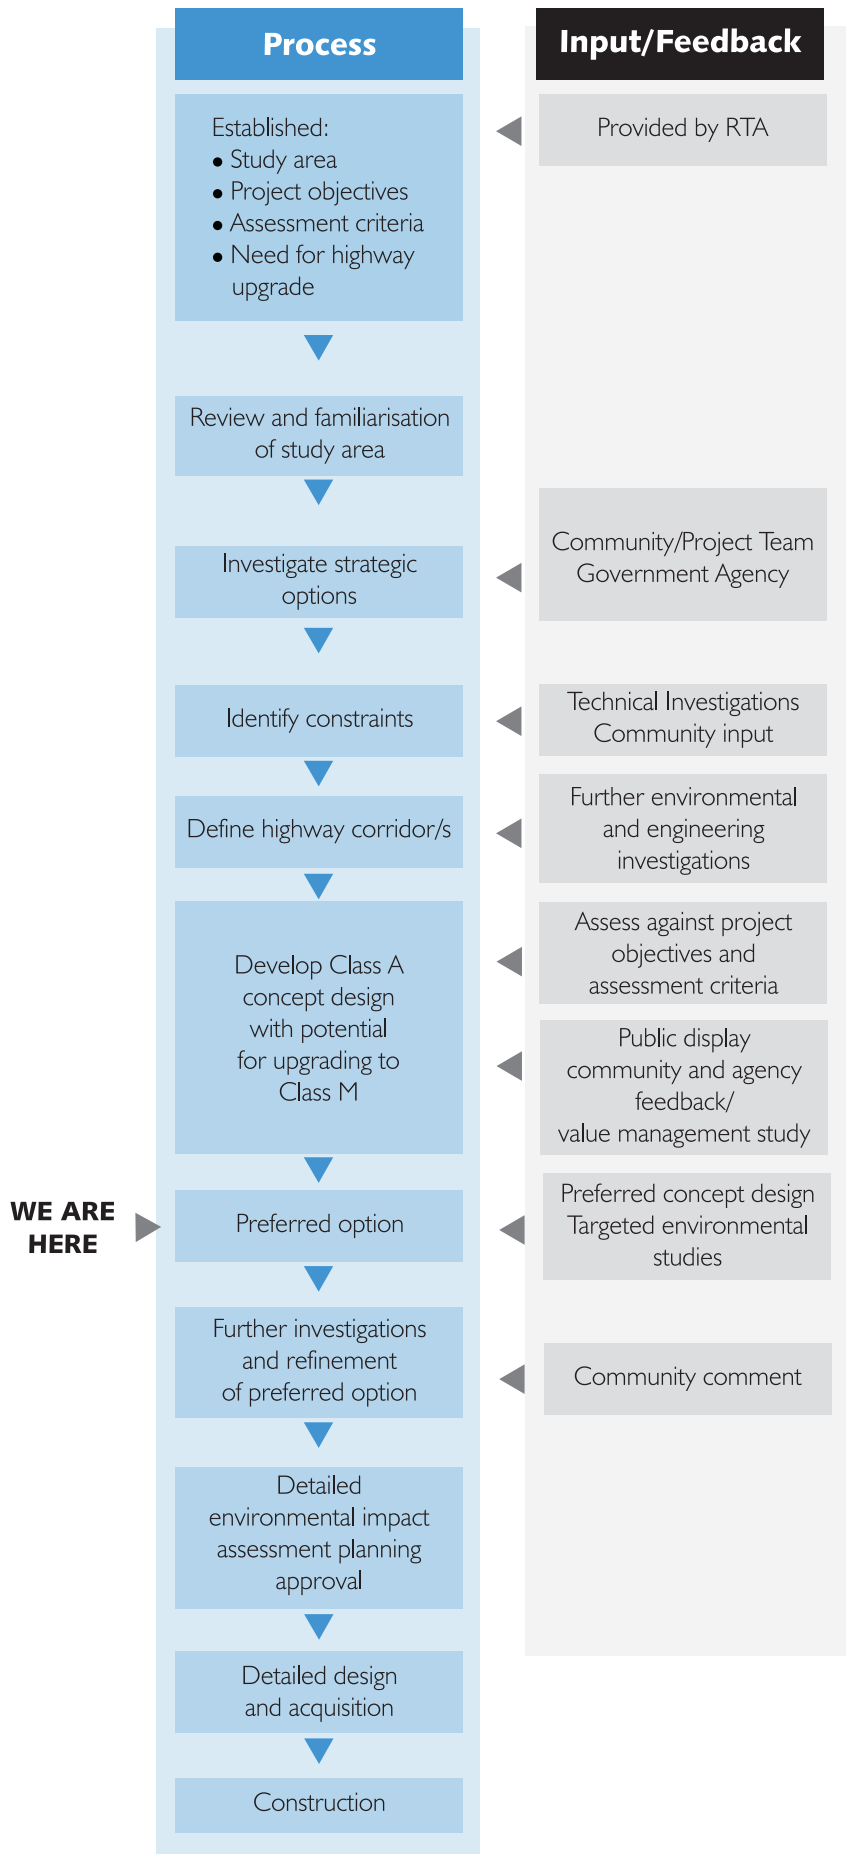 Process
Input/Feedback
Established:
• Study area
• Project objectives
• Assessment criteria
• Need for highway
upgrade
Provided by RTA
Review and familiarisation
of study area
Investigate strategic
options
Community/Project Team
Government Agency
Identify constraints
Technical Investigations
Community input
Define highway corridor/s
Further environmental
and engineering
investigations
Develop Class A
concept design
with potential
for upgrading to
Class M
Assess against project
objectives and
assessment criteria
Public display
community and agency
feedback/
value management study
WE ARE
HERE
Preferred option
Preferred concept design
Targeted environmental
studies
Further investigations
and refinement
of preferred option
Community comment
Detailed
environmental impact
assessment planning
approval
Detailed design
and acquisition
Construction